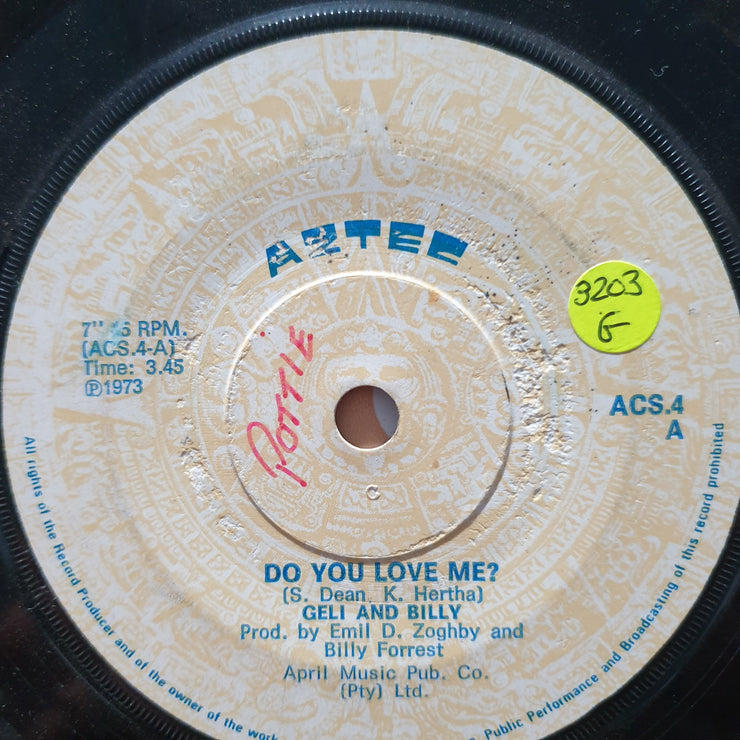 AZTEC
3203
G
7" 45 RPM.
(ACS.4-A)
Time: 3.45
℗1973
POTTIE
ACS.4
A
C
DO YOU LOVE ME?
(S. Dean, K. Hertha)
GELI AND BILLY
Prod. by Emil D. Zoghby and
Billy Forrest
April Music Pub. Co.
(Pty) Ltd.
All rights of the Record Producer and of the owner of the work
Public Performance and Broadcasting of this record prohibited